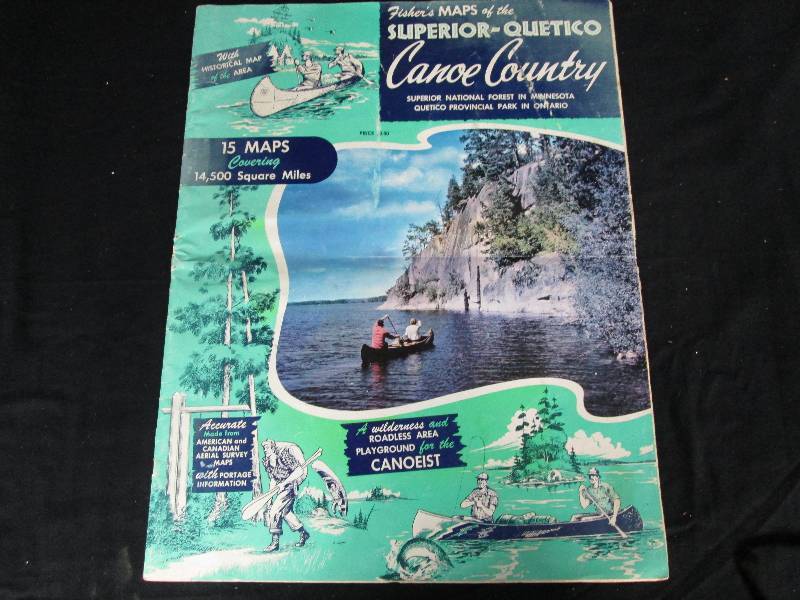 Fisher's MAPS of the
SUPERIOR-QUETICO
Canoe Country
SUPERIOR NATIONAL FOREST IN MINNESOTA
QUETICO PROVINCIAL PARK IN ONTARIO
With
HISTORICAL MAP
of the AREA
PRICE
15 MAPS
Covering
14,500 Square Miles
Accurate
Made from
AMERICAN and
CANADIAN
AERIAL SURVEY
MAPS
with PORTAGE
INFORMATION
A wilderness and
ROADLESS AREA
PLAYGROUND for the
CANOEIST